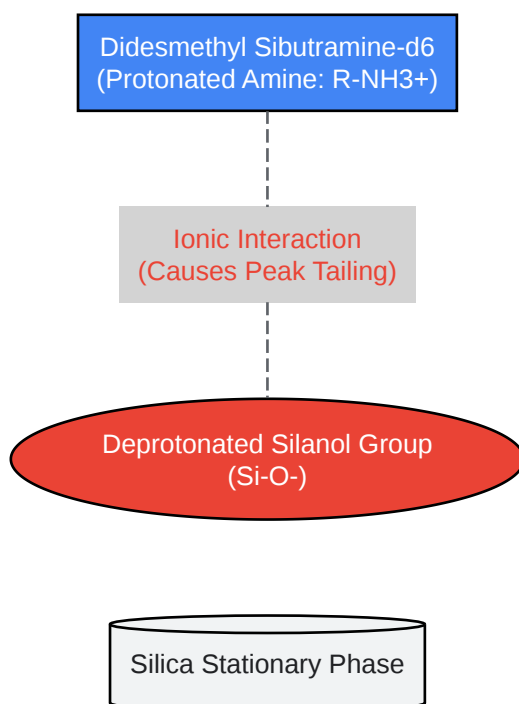 Didesmethyl Sibutramine-d6
(Protonated Amine: R-NH3+)
Ionic Interaction
(Causes Peak Tailing)
Deprotonated Silanol Group
(Si-O-)
Silica Stationary Phase